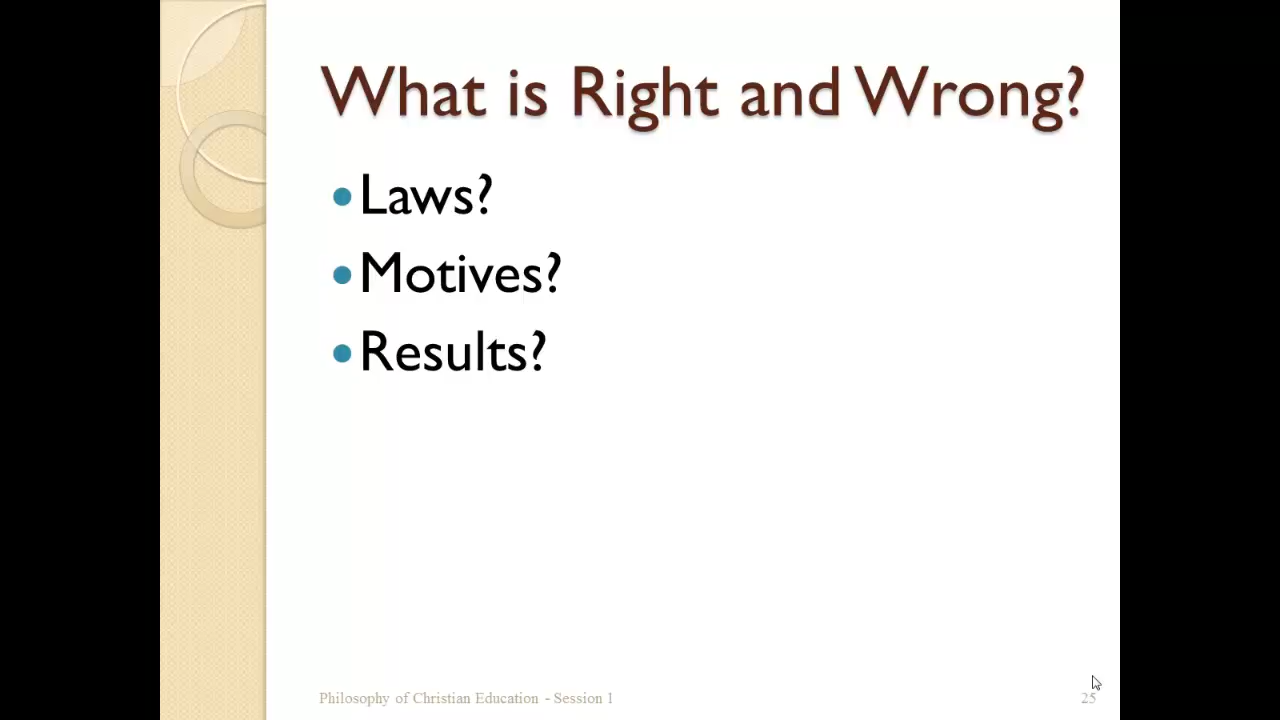 What is Right and Wrong?
Laws?
Motives?
Results?
Philosophy of Christian Education - Session 1
25